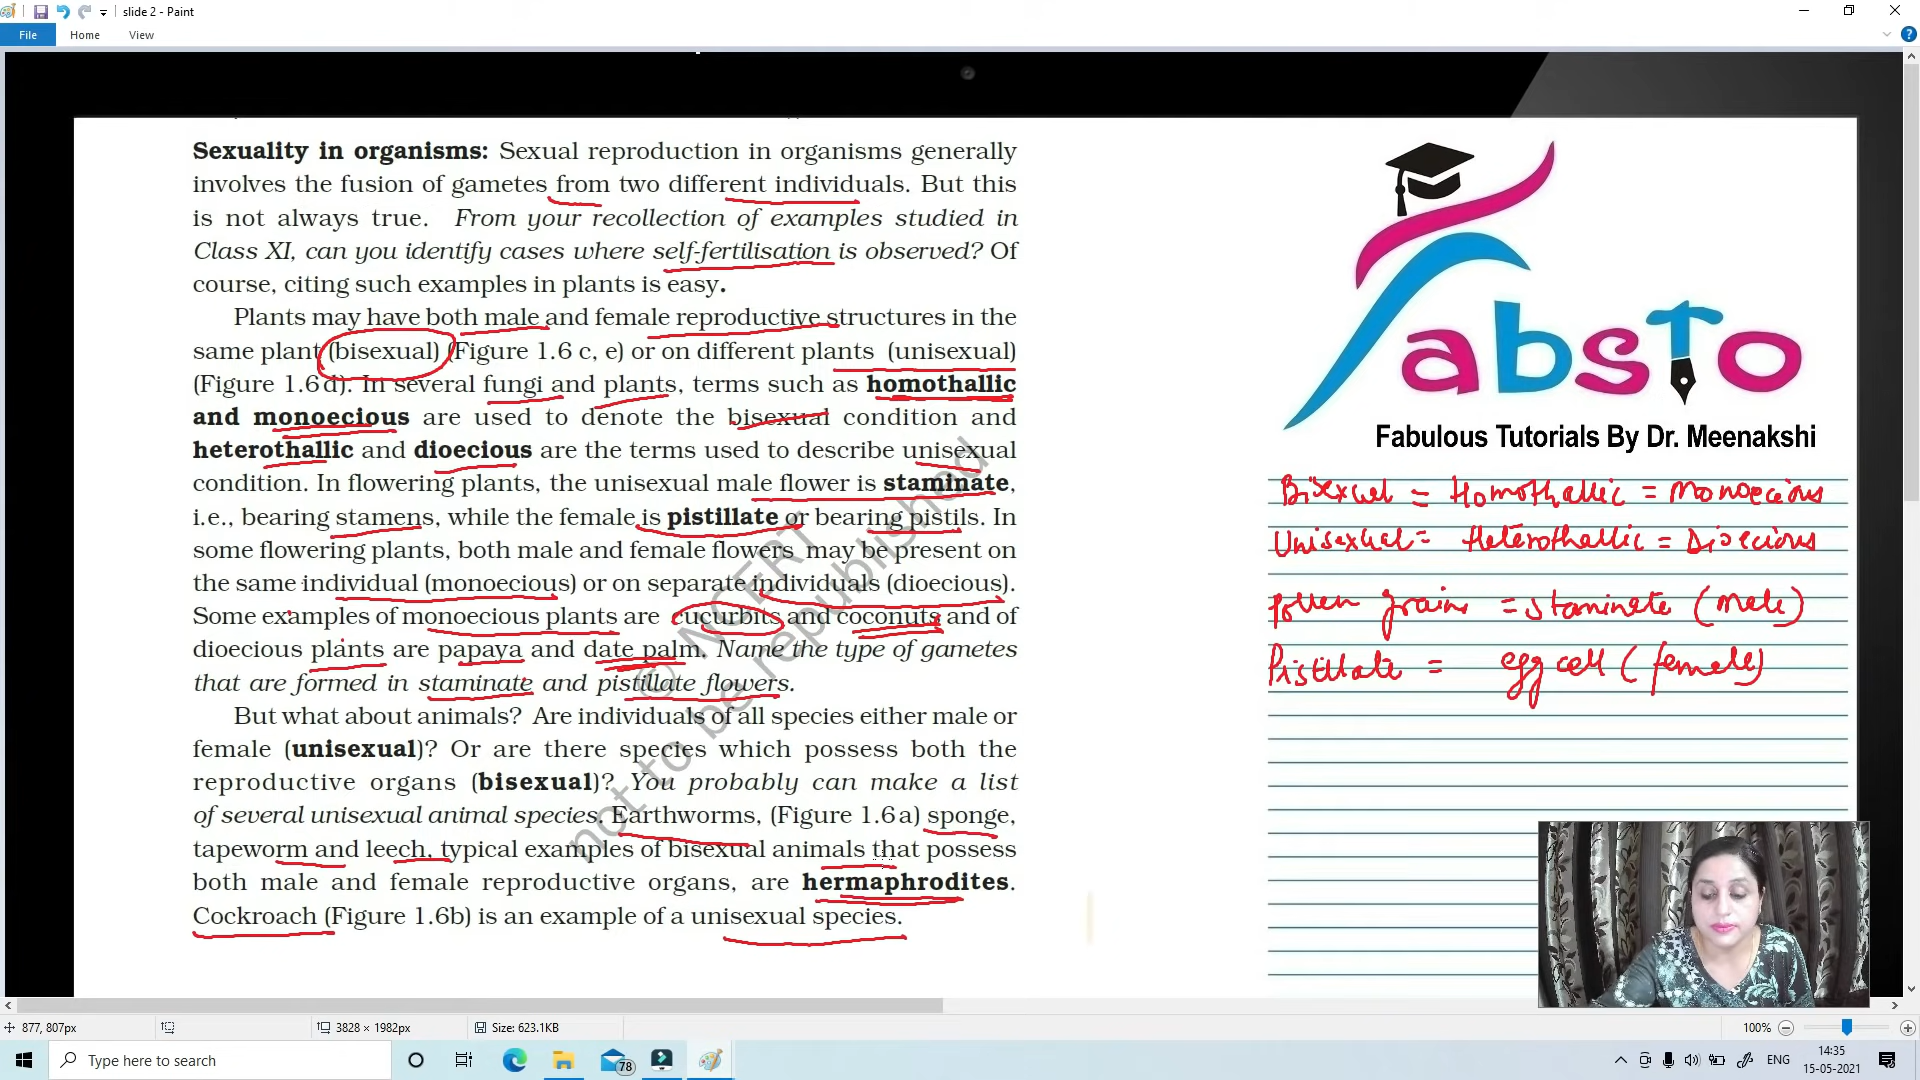 slide 2 - Paint
File Home View
Sexuality in organisms: Sexual reproduction in organisms generally
involves the fusion of gametes from two different individuals. But this
is not always true. From your recollection of examples studied in
Class XI, can you identify cases where self-fertilisation is observed? Of
course, citing such examples in plants is easy.
Plants may have both male and female reproductive structures in the
same plant (bisexual) (Figure 1.6 c, e) or on different plants (unisexual)
(Figure 1.6 d). In several fungi and plants, terms such as homothallic
and monoecious are used to denote the bisexual condition and
heterothallic and dioecious are the terms used to describe unisexual
condition. In flowering plants, the unisexual male flower is staminate,
i.e., bearing stamens, while the female is pistillate or bearing pistils. In
some flowering plants, both male and female flowers may be present on
the same individual (monoecious) or on separate individuals (dioecious).
Some examples of monoecious plants are cucurbits and coconuts and of
dioecious plants are papaya and date palm. Name the type of gametes
that are formed in staminate and pistillate flowers.
But what about animals? Are individuals of all species either male or
female (unisexual)? Or are there species which possess both the
reproductive organs (bisexual)? You probably can make a list
of several unisexual animal species. Earthworms, (Figure 1.6 a) sponge,
tapeworm and leech, typical examples of bisexual animals that possess
both male and female reproductive organs, are hermaphrodites.
Cockroach (Figure 1.6b) is an example of a unisexual species.
© NCERT
not to be republished
Fabsto
Fabulous Tutorials By Dr. Meenakshi
Bisexual = Homothallic = Monoecious
Unisexual = Heterothallic = Dioecious
pollen grains = staminate (male)
Pistillate = egg cell (female)
877, 807px 3828 × 1982px Size: 623.1KB 100%
Type here to search 78 ENG 14:35
15-05-2021